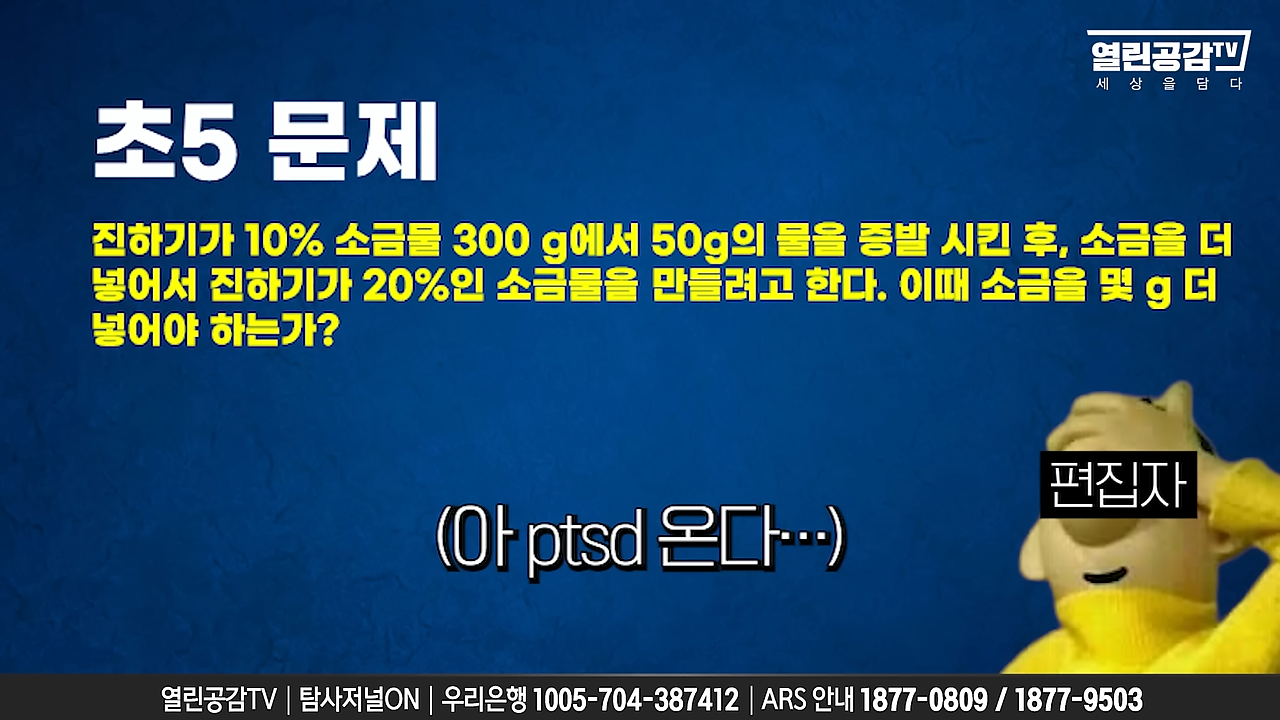 열린공감TV
세상을담다
초5 문제
진하기가 10% 소금물 300 g에서 50g의 물을 증발 시킨 후, 소금을 더
넣어서 진하기가 20%인 소금물을 만들려고 한다. 이때 소금을 몇 g 더
넣어야 하는가?
편집자
(아 ptsd 온다…)
열린공감TV | 탐사저널ON | 우리은행 1005-704-387412 | ARS 안내 1877-0809 / 1877-9503